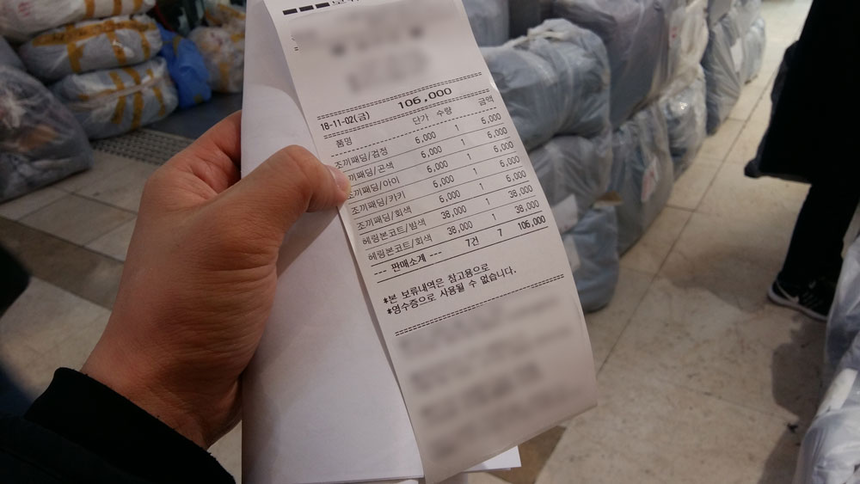 18-11-02(금) 106,000
품명 단가 수량 금액
조끼패딩/검정 6,000 1 6,000
조끼패딩/곤색 6,000 1 6,000
조끼패딩/아이 6,000 1 6,000
조끼패딩/카키 6,000 1 6,000
조끼패딩/회색 6,000 1 6,000
헤링본코트/밤색 38,000 1 38,000
헤링본코트/회색 38,000 1 38,000
--- 판매소계 --- 7건 7 106,000
*본 보류내역은 참고용으로
*영수증으로 사용될 수 없습니다.